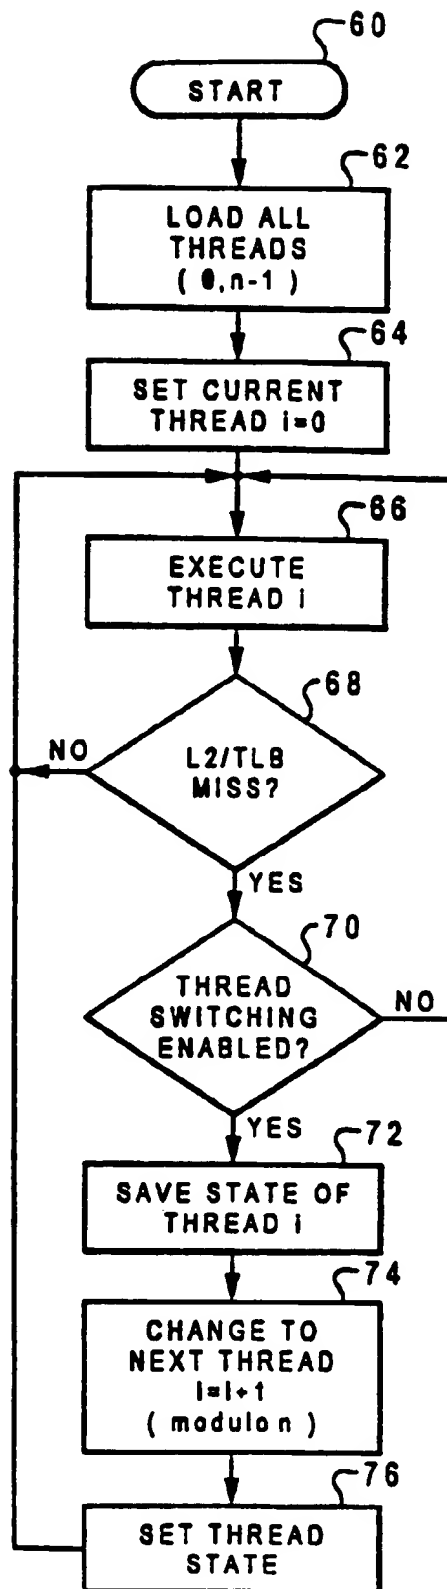 60
START
62
LOAD ALL
THREADS
( 0,n-1 )
64
SET CURRENT
THREAD i=0
66
EXECUTE
THREAD i
68
NO
L2/TLB
MISS?
YES
70
THREAD
SWITCHING
ENABLED?
NO
YES
72
SAVE STATE OF
THREAD i
74
CHANGE TO
NEXT THREAD
i=i+1
( modulo n )
76
SET THREAD
STATE